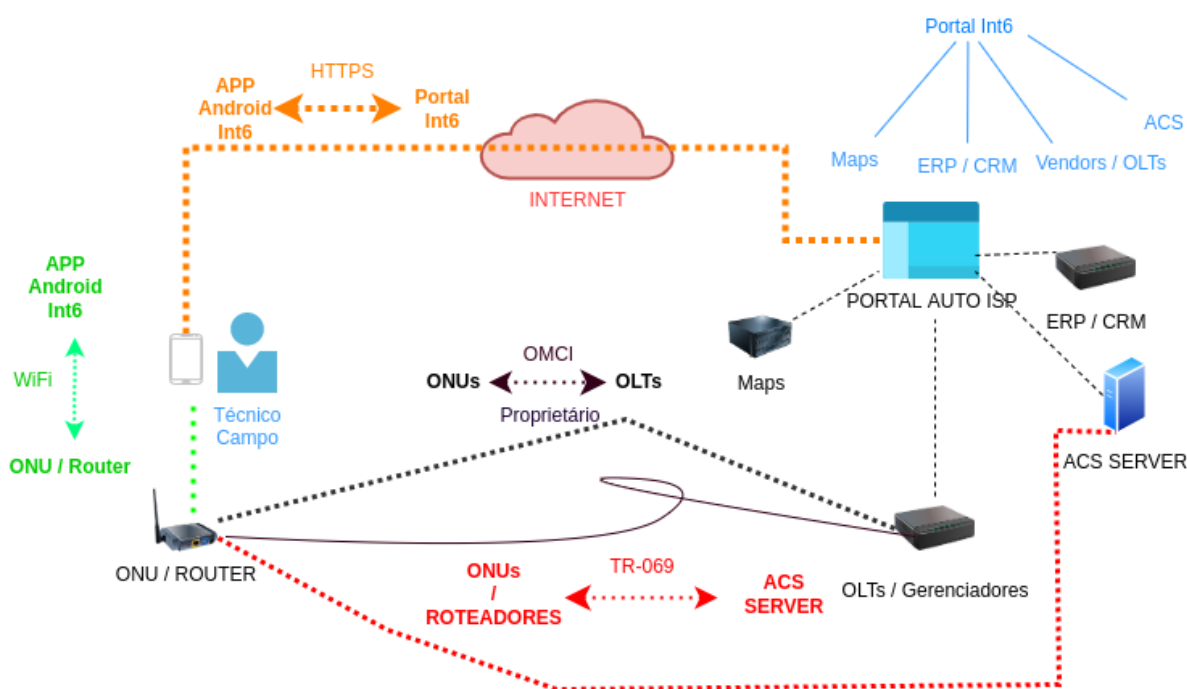 Portal Int6
Maps
ERP / CRM
Vendors / OLTs
ACS
APP
Android
Int6
HTTPS
Portal
Int6
INTERNET
PORTAL AUTO ISP
ERP / CRM
Maps
ACS SERVER
APP
Android
Int6
WiFi
ONU / Router
Técnico
Campo
OMCI
ONUs
OLTs
Proprietário
ONU / ROUTER
ONUs
/
ROTEADORES
TR-069
ACS
SERVER
OLTs / Gerenciadores